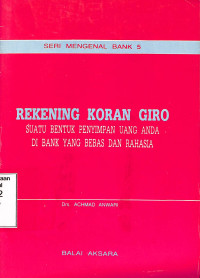 SERI MENGENAL BANK 5
REKENING KORAN GIRO
SUATU BENTUK PENYIMPAN UANG ANDA
DI BANK YANG BEBAS DAN RAHASIA
Drs. ACHMAD ANWARI
BALAI AKSARA